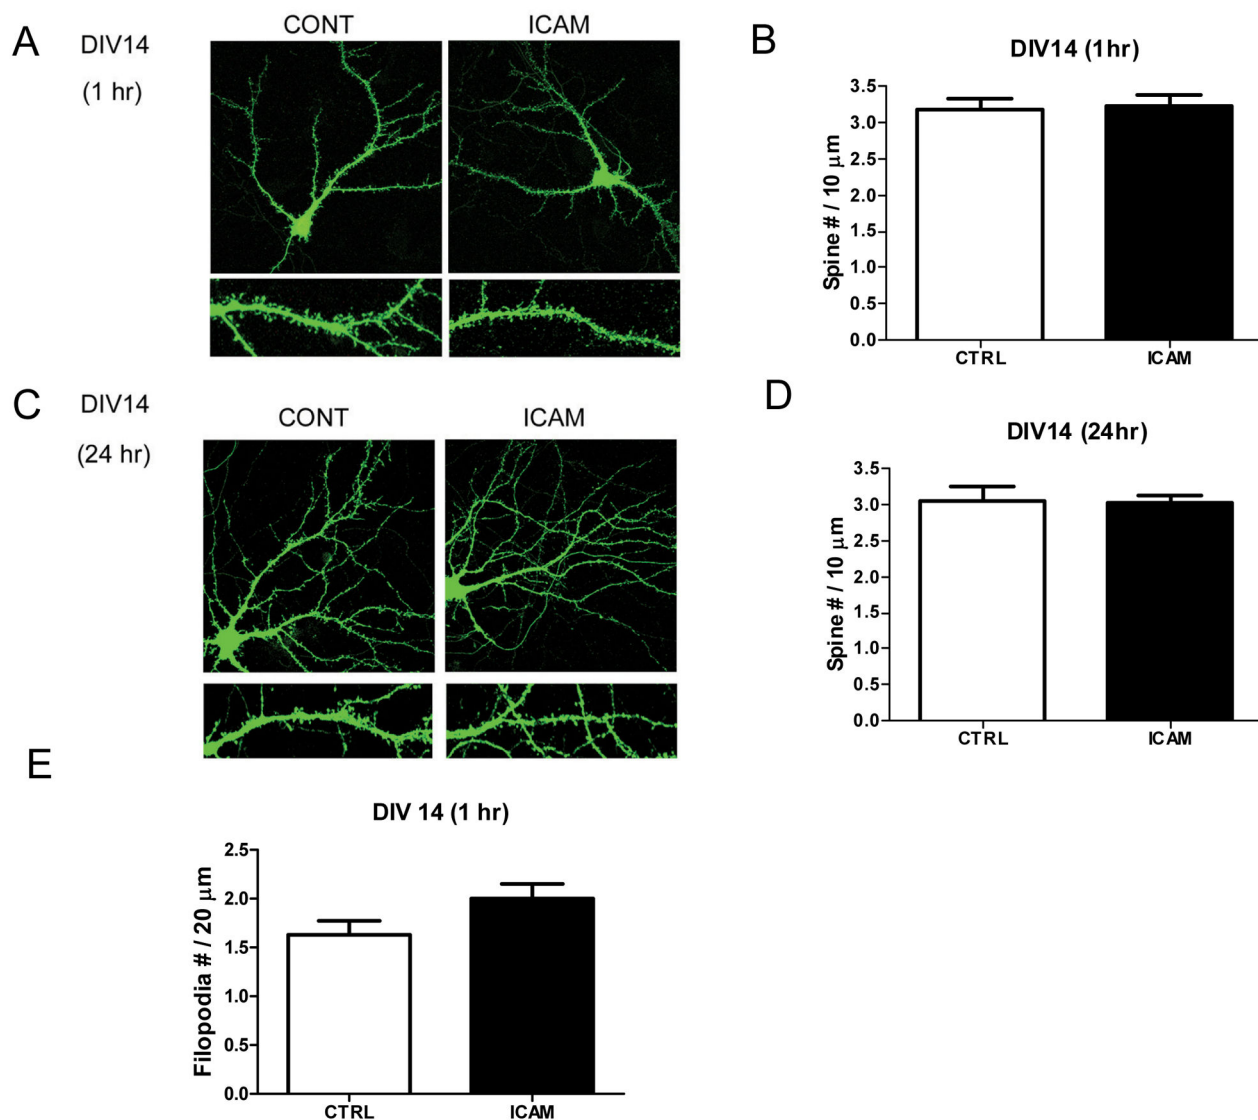 A
DIV14
(1 hr)
CONT
ICAM
B
DIV14 (1hr)
Spine # / 10 μm
3.5
3.0
2.5
2.0
1.5
1.0
0.5
0.0
CTRL
ICAM
C
DIV14
(24 hr)
CONT
ICAM
D
DIV14 (24hr)
Spine # / 10 μm
3.5
3.0
2.5
2.0
1.5
1.0
0.5
0.0
CTRL
ICAM
E
DIV 14 (1 hr)
Filopodia # / 20 μm
2.5
2.0
1.5
1.0
0.5
0.0
CTRL
ICAM